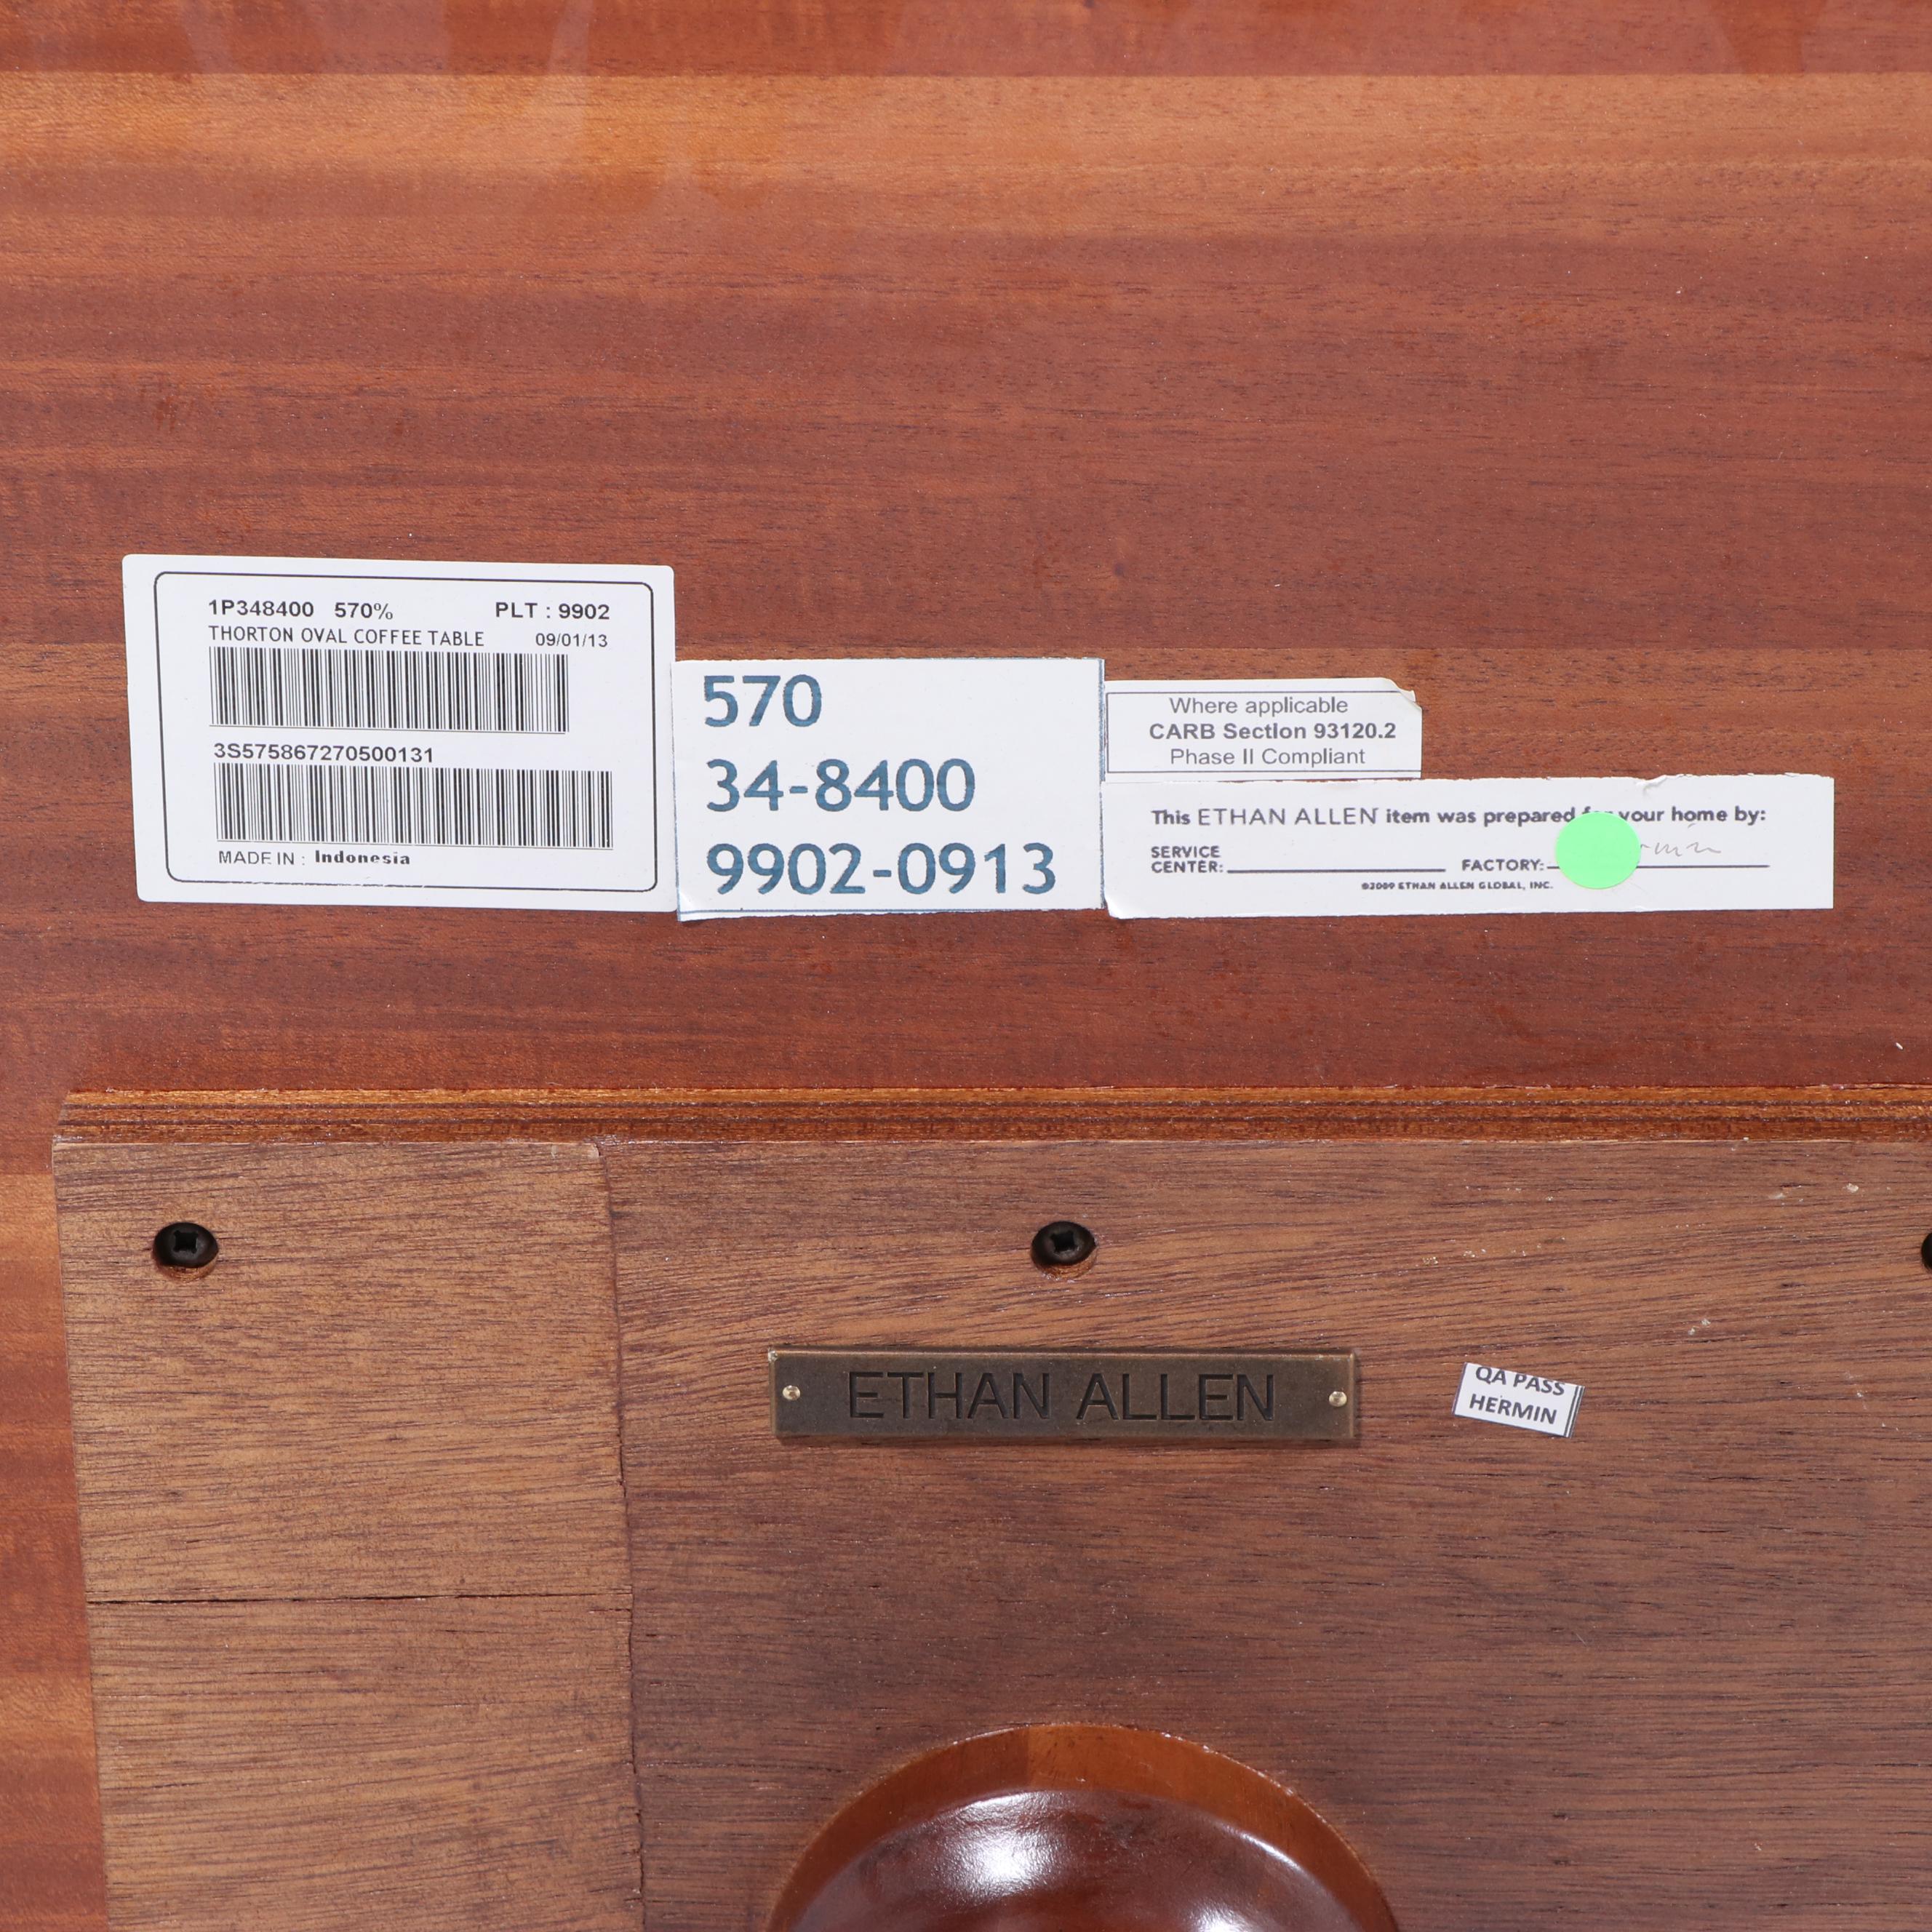 1P348400 570% PLT : 9902
THORTON OVAL COFFEE TABLE 09/01/13
3S575867270500131
MADE IN : Indonesia
570
34-8400
9902-0913
Where applicable
CARB Section 93120.2
Phase II Compliant
This ETHAN ALLEN item was prepared for your home by:
SERVICE
CENTER: FACTORY:
©2009 ETHAN ALLEN GLOBAL, INC.
ETHAN ALLEN
QA PASS
HERMIN